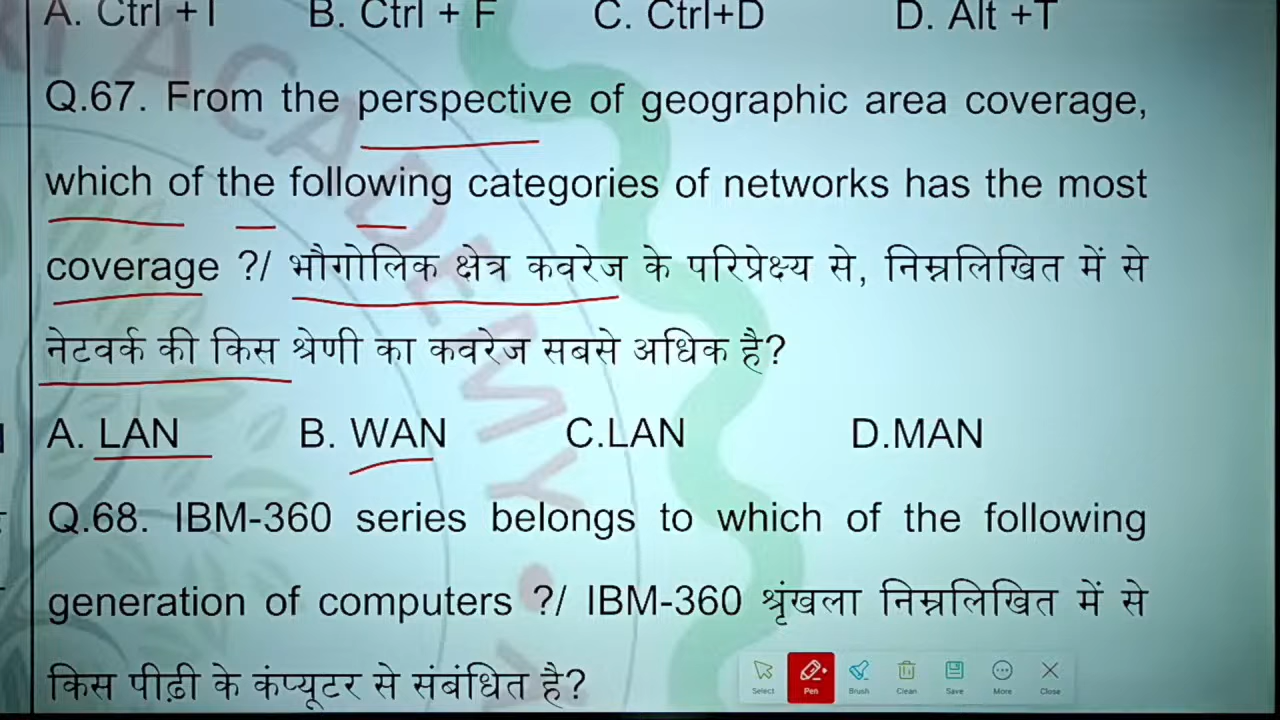 A. Ctrl +T B. Ctrl + F C. Ctrl+D D. Alt +T
Q.67. From the perspective of geographic area coverage,
which of the following categories of networks has the most
coverage ?/ भौगोलिक क्षेत्र कवरेज के परिप्रेक्ष्य से, निम्नलिखित में से
नेटवर्क की किस श्रेणी का कवरेज सबसे अधिक है?
A. LAN B. WAN C.LAN D.MAN
Q.68. IBM-360 series belongs to which of the following
generation of computers ?/ IBM-360 श्रृंखला निम्नलिखित में से
किस पीढ़ी के कंप्यूटर से संबंधित है?
ACADEMY
Select Pen Brush Clean Save More Close